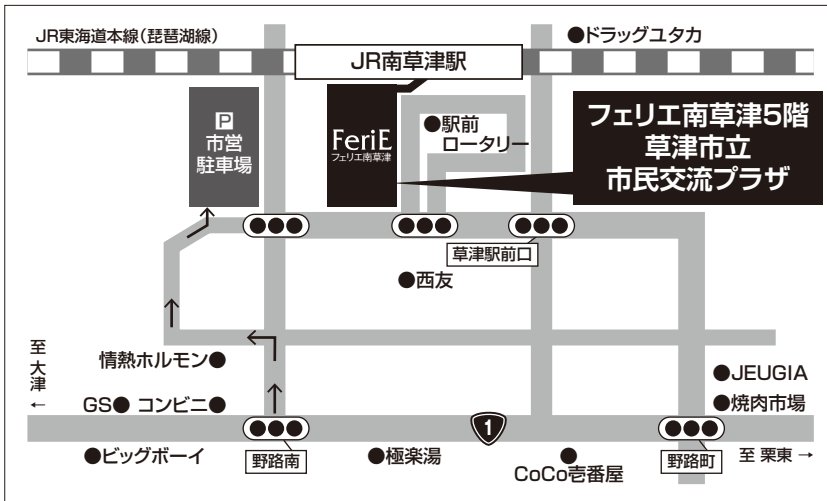 JR東海道本線(琵琶湖線)
●ドラッグユタカ
JR南草津駅
P
市営
駐車場
FeriE
フェリエ南草津
●駅前
ロータリー
フェリエ南草津5階
草津市立
市民交流プラザ
草津駅前口
●西友
至 大津
←
情熱ホルモン●
GS● コンビニ●
●JEUGIA
●焼肉市場
1
●ビッグボーイ
野路南
●極楽湯
●
CoCo壱番屋
野路町
至 栗東 →